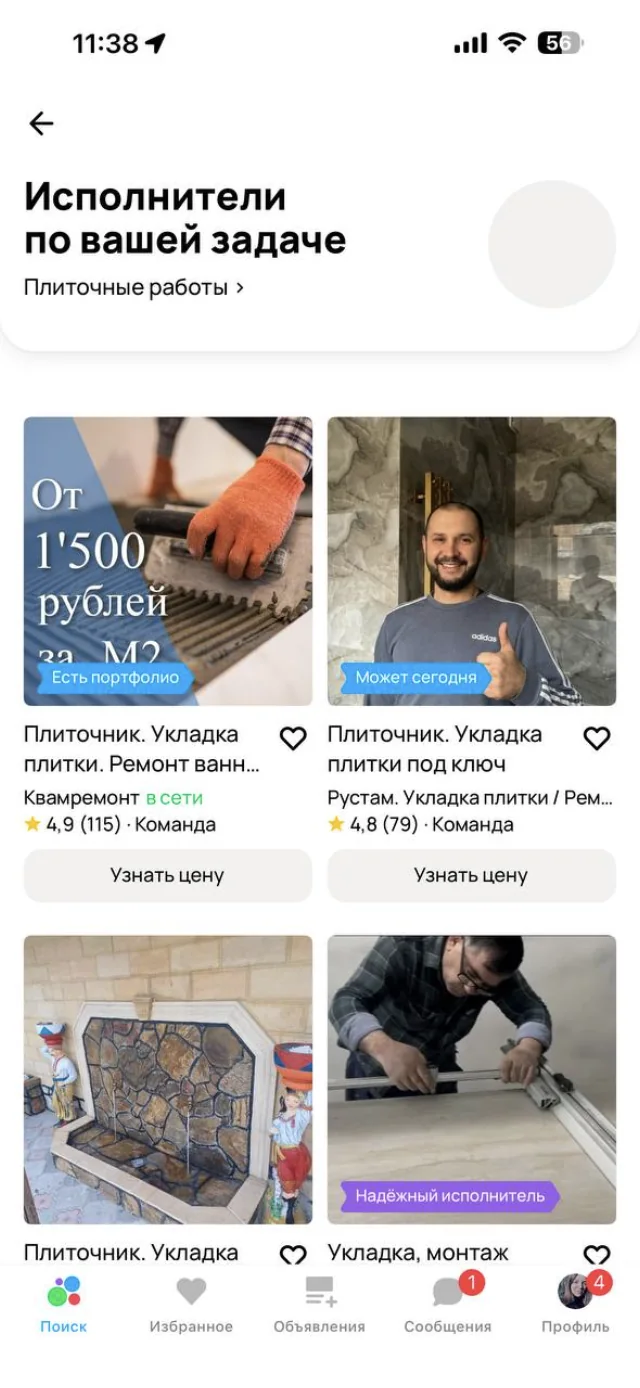 11:38
56
Исполнители
по вашей задаче
Плиточные работы ›
От
1'500
рублей
за М2
Есть портфолио
adidas
Может сегодня
Плиточник. Укладка
плитки. Ремонт ванн...
Квамремонт в сети
4,9 (115) · Команда
Узнать цену
Плиточник. Укладка
плитки под ключ
Рустам. Укладка плитки / Рем...
4,8 (79) · Команда
Узнать цену
Надёжный исполнитель
Плиточник. Укладка
Укладка, монтаж
1
4
Поиск
Избранное
Объявления
Сообщения
Профиль